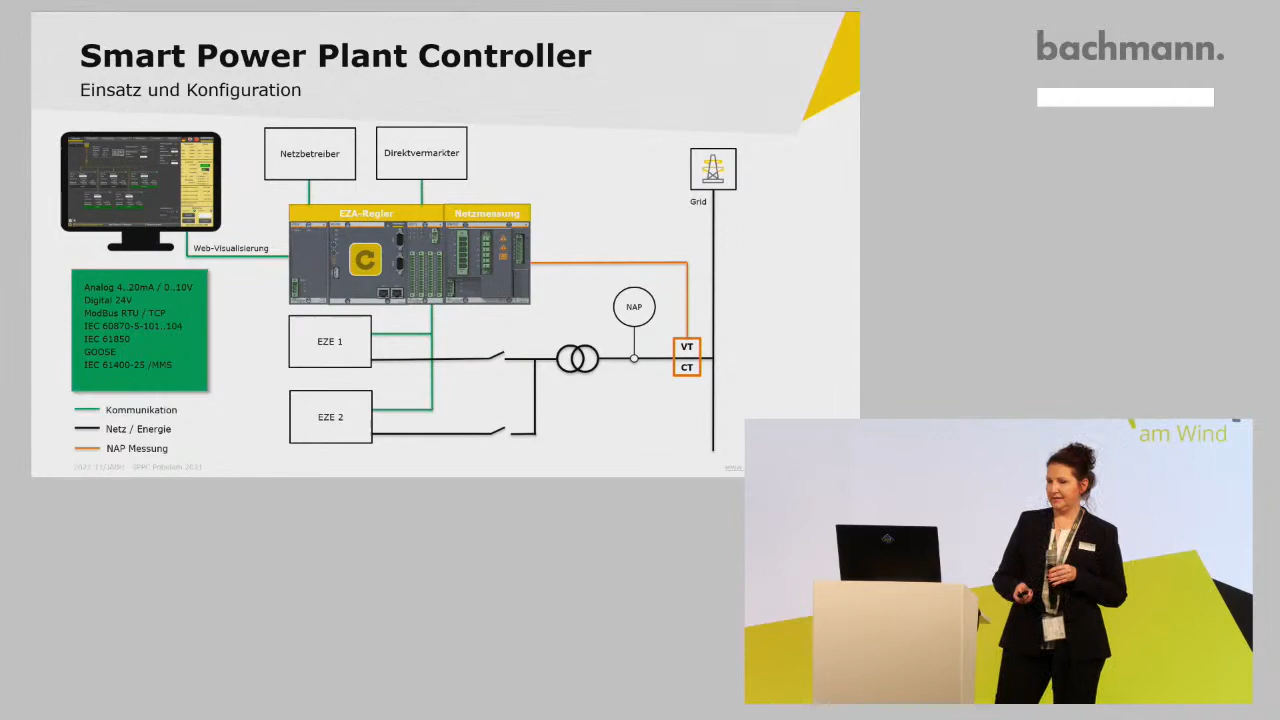 Smart Power Plant Controller
Einsatz und Konfiguration
bachmann.
Netzbetreiber
Direktvermarkter
Grid
EZA-Regler
Netzmessung
Web-Visualisierung
C
Analog 4..20mA / 0..10V
Digital 24V
ModBus RTU / TCP
IEC 60870-5-101..104
IEC 61850
GOOSE
IEC 61400-25 /MMS
NAP
EZE 1
VT
CT
EZE 2
Kommunikation
Netz / Energie
NAP Messung
am Wind